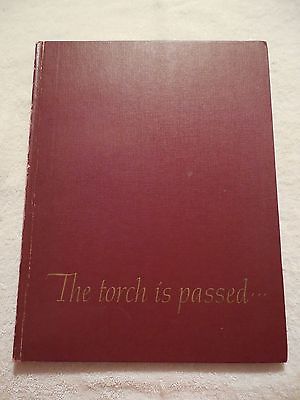 The torch is passed...